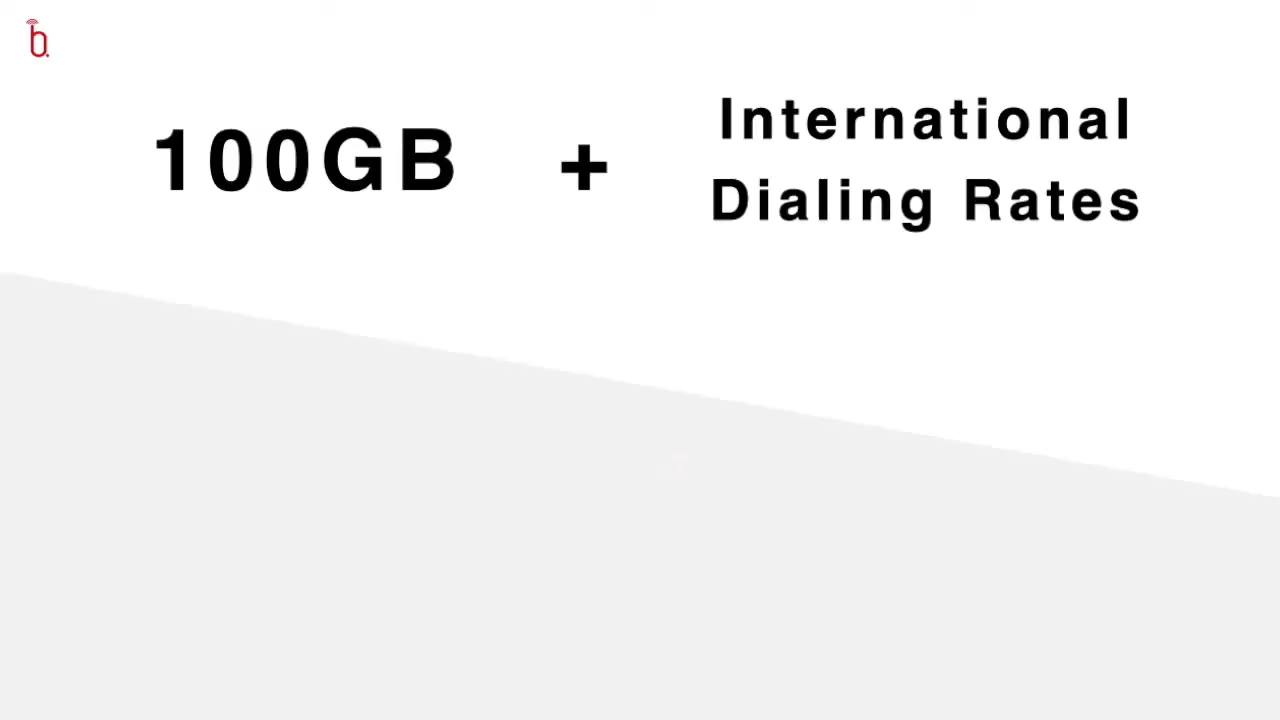 b.
100GB + International
Dialing Rates